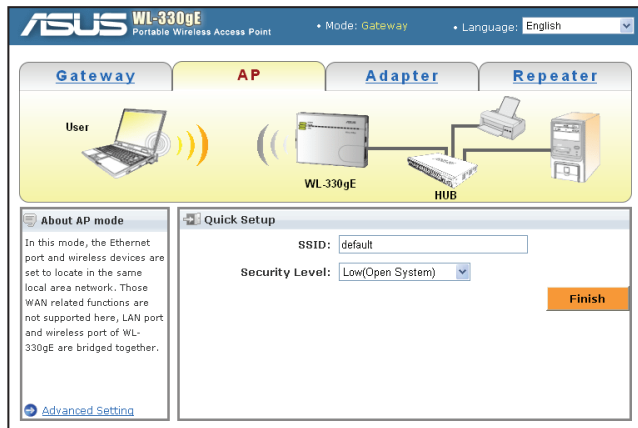 ASUS WL-330gE
Portable Wireless Access Point
• Mode: Gateway
• Language: English
Gateway
AP
Adapter
Repeater
User
WL-330gE
HUB
About AP mode
In this mode, the Ethernet
port and wireless devices are
set to locate in the same
local area network. Those
WAN related functions are
not supported here, LAN port
and wireless port of WL-
330gE are bridged together.
Advanced Setting
Quick Setup
SSID: default
Security Level: Low(Open System)
Finish